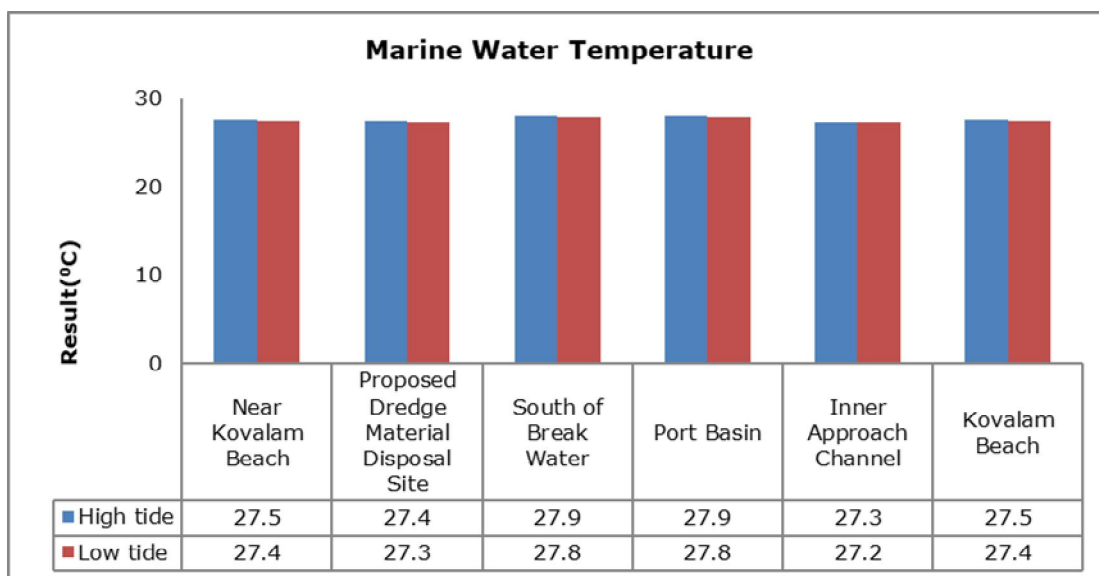 Marine Water Temperature
Result(⁰C)
30
20
10
0
Near
Kovalam
Beach
Proposed
Dredge
Material
Disposal
Site
South of
Break
Water
Port Basin
Inner
Approach
Channel
Kovalam
Beach
High tide 27.5 27.4 27.9 27.9 27.3 27.5
Low tide 27.4 27.3 27.8 27.8 27.2 27.4